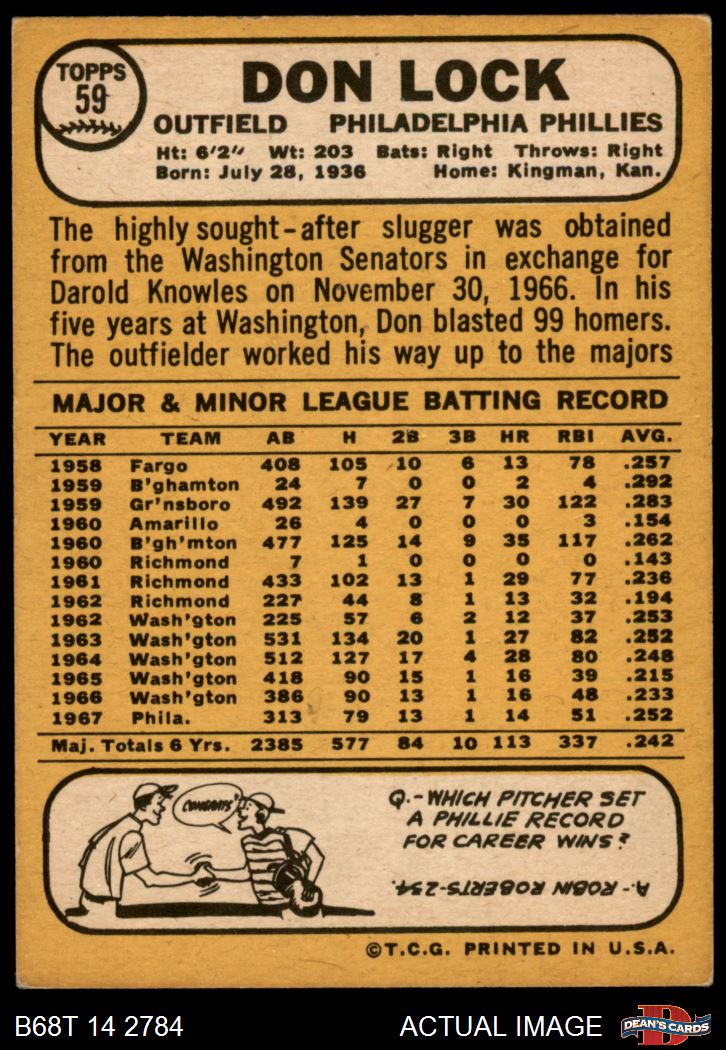 TOPPS
59
DON LOCK
OUTFIELD PHILADELPHIA PHILLIES
Ht: 6'2" Wt: 203 Bats: Right Throws: Right
Born: July 28, 1936 Home: Kingman, Kan.
The highly sought-after slugger was obtained
from the Washington Senators in exchange for
Darold Knowles on November 30, 1966. In his
five years at Washington, Don blasted 99 homers.
The outfielder worked his way up to the majors
MAJOR & MINOR LEAGUE BATTING RECORD
YEAR TEAM AB H 2B 3B HR RBI AVG.
1958 Fargo 408 105 10 6 13 78 .257
1959 B'ghamton 24 7 0 0 2 4 .292
1959 Gr'nsboro 492 139 27 7 30 122 .283
1960 Amarillo 26 4 0 0 0 3 .154
1960 B'gh'mton 477 125 14 9 35 117 .262
1960 Richmond 7 1 0 0 0 0 .143
1961 Richmond 433 102 13 1 29 77 .236
1962 Richmond 227 44 8 1 13 32 .194
1962 Wash'gton 225 57 6 2 12 37 .253
1963 Wash'gton 531 134 20 1 27 82 .252
1964 Wash'gton 512 127 17 4 28 80 .248
1965 Wash'gton 418 90 15 1 16 39 .215
1966 Wash'gton 386 90 13 1 16 48 .233
1967 Phila. 313 79 13 1 14 51 .252
Maj. Totals 6 Yrs. 2385 577 84 10 113 337 .242
CONGRATS!
Q.-WHICH PITCHER SET
A PHILLIE RECORD
FOR CAREER WINS?
A.-ROBIN ROBERTS-234.
©T.C.G. PRINTED IN U.S.A.
B68T 14 2784 ACTUAL IMAGE
D
DEAN'S CARDS